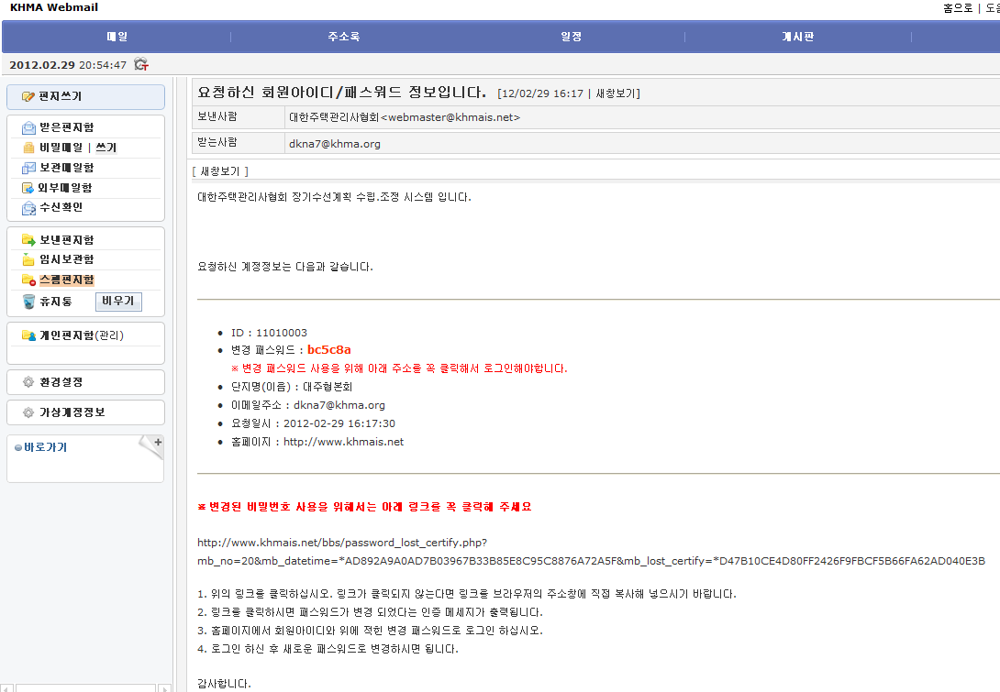 KHMA Webmail
홈으로 | 도움
메일 주소록 일정 게시판
2012.02.29 20:54:47
편지쓰기
받은편지함
비밀메일 | 쓰기
보관메일함
외부메일함
수신확인
보낸편지함
임시보관함
스팸편지함
휴지통 비우기
개인편지함(관리)
환경설정
가상계정정보
바로가기
요청하신 회원아이디/패스워드 정보입니다. [12/02/29 16:17 | 새창보기]
보낸사람 대한주택관리사협회<webmaster@khmais.net>
받는사람 dkna7@khma.org
[ 새창보기 ]
대한주택관리사협회 장기수선계획 수립.조정 시스템 입니다.
요청하신 계정정보는 다음과 같습니다.
• ID : 11010003
• 변경 패스워드 : bc5c8a
※ 변경 패스워드 사용을 위해 아래 주소를 꼭 클릭해서 로그인해야합니다.
• 단지명(이름) : 대주협본회
• 이메일주소 : dkna7@khma.org
• 요청일시 : 2012-02-29 16:17:30
• 홈페이지 : http://www.khmais.net
※ 변경된 비밀번호 사용을 위해서는 아래 링크를 꼭 클릭해 주세요
http://www.khmais.net/bbs/password_lost_certify.php?
mb_no=20&mb_datetime=*AD892A9A0AD7B03967B33B85E8C95C8876A72A5F&mb_lost_certify=*D47B10CE4D80FF2426F9FBCF5B66FA62AD040E3B
1. 위의 링크를 클릭하십시오. 링크가 클릭되지 않는다면 링크를 브라우저의 주소창에 직접 복사해 넣으시기 바랍니다.
2. 링크를 클릭하시면 패스워드가 변경 되었다는 인증 메세지가 출력됩니다.
3. 홈페이지에서 회원아이디와 위에 적힌 변경 패스워드로 로그인 하십시오.
4. 로그인 하신 후 새로운 패스워드로 변경하시면 됩니다.
감사합니다.